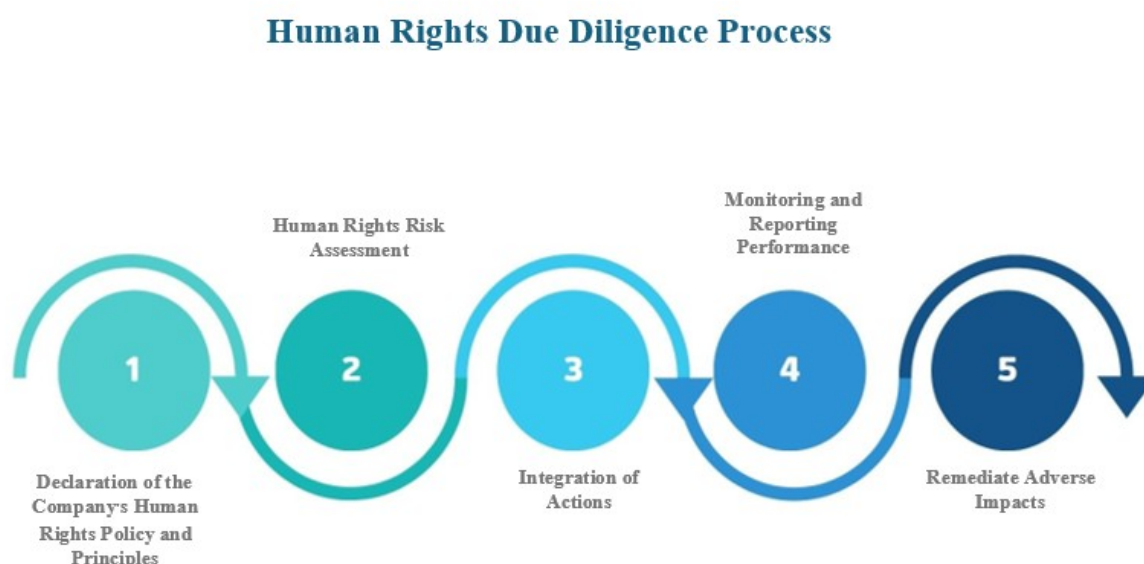 Human Rights Due Diligence Process
1
Declaration of the
Company's Human
Rights Policy and
Principles
2
Human Rights Risk
Assessment
3
Integration of
Actions
4
Monitoring and
Reporting
Performance
5
Remediate Adverse
Impacts